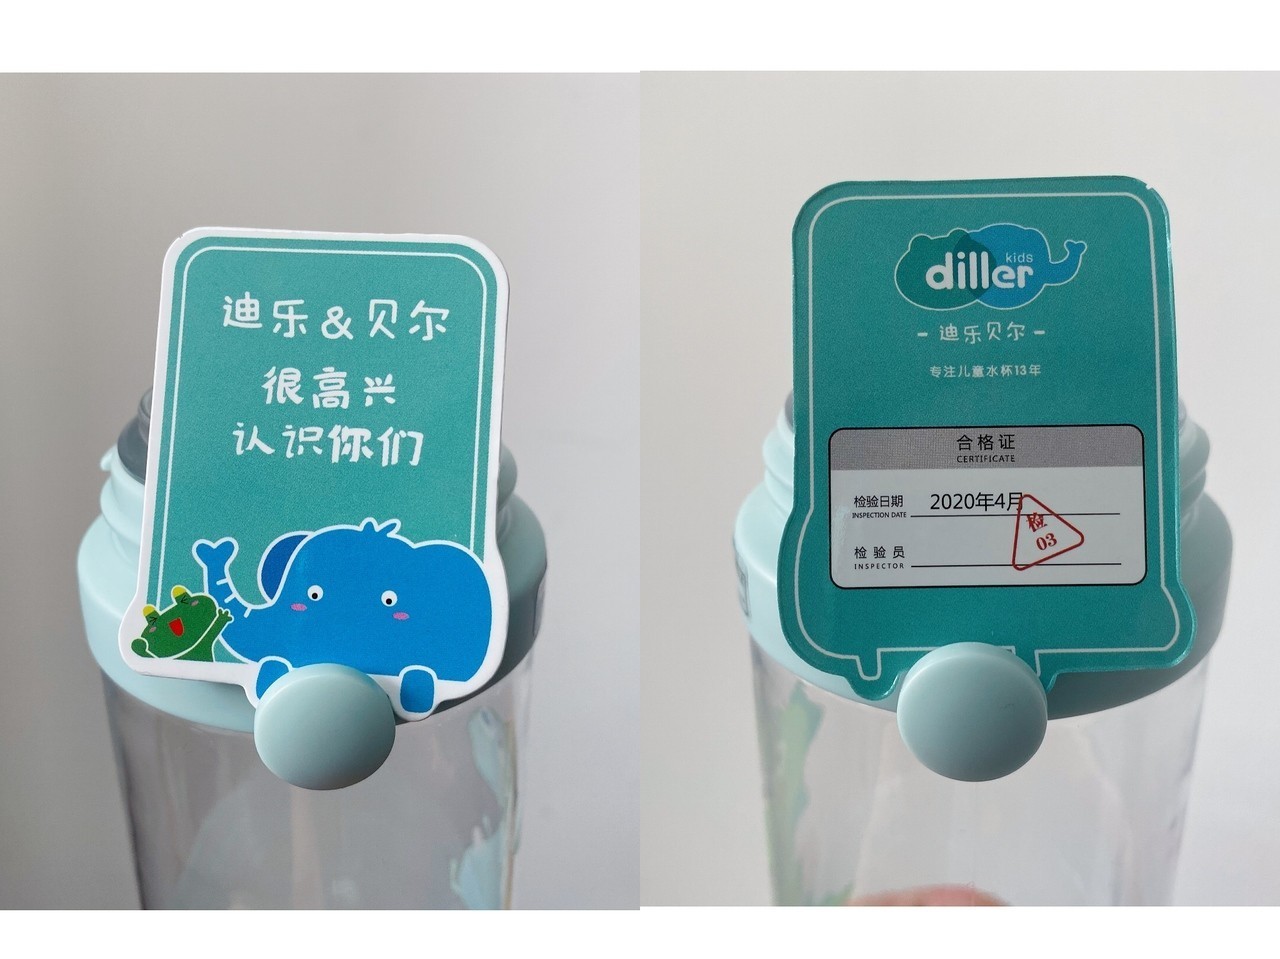 迪乐&贝尔
很高兴
认识你们
kids
diller
- 迪乐贝尔 -
专注儿童水杯13年
合格证
CERTIFICATE
检验日期 2020年4月
INSPECTION DATE
检
03
检验员
INSPECTOR